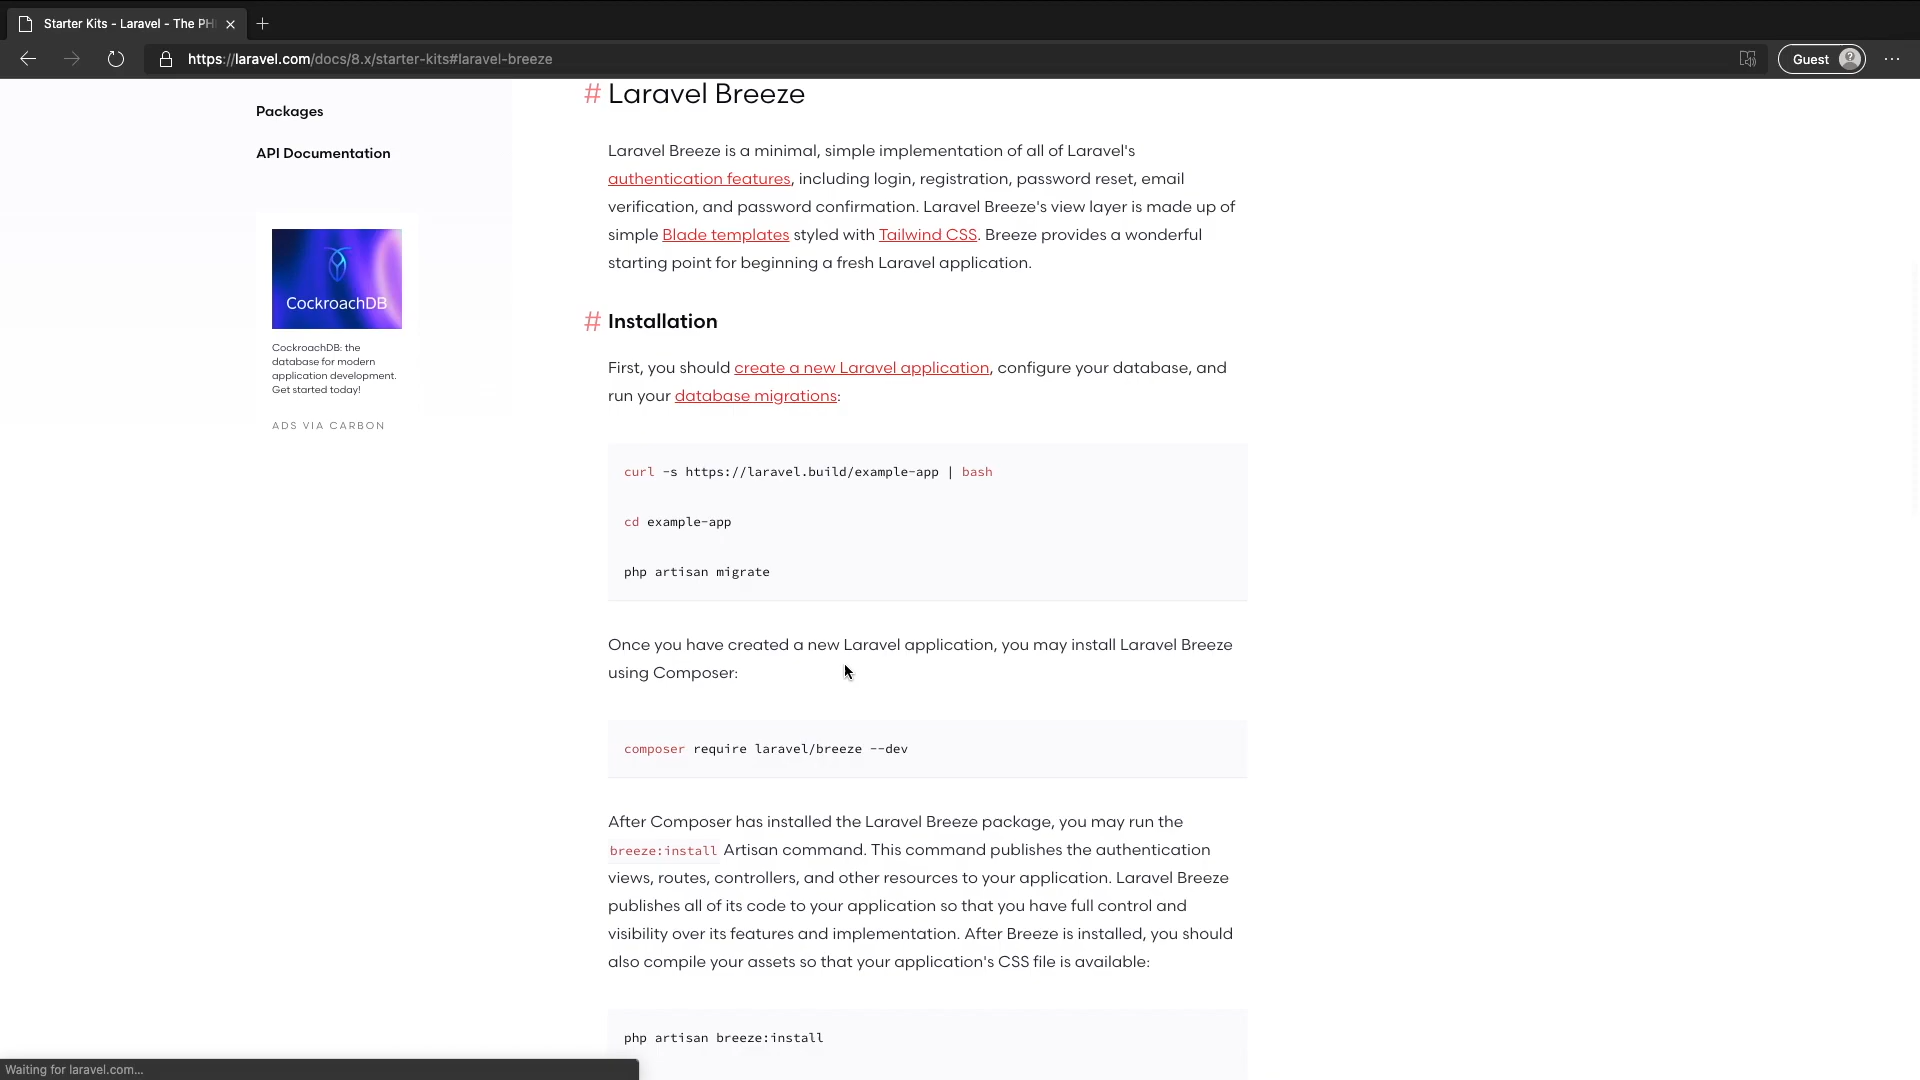 Starter Kits - Laravel - The PH
https://laravel.com/docs/8.x/starter-kits#laravel-breeze
Guest
Packages
API Documentation
CockroachDB
CockroachDB: the
database for modern
application development.
Get started today!
ADS VIA CARBON
# Laravel Breeze
Laravel Breeze is a minimal, simple implementation of all of Laravel's
authentication features, including login, registration, password reset, email
verification, and password confirmation. Laravel Breeze's view layer is made up of
simple Blade templates styled with Tailwind CSS. Breeze provides a wonderful
starting point for beginning a fresh Laravel application.
# Installation
First, you should create a new Laravel application, configure your database, and
run your database migrations:
curl -s https://laravel.build/example-app | bash
cd example-app
php artisan migrate
Once you have created a new Laravel application, you may install Laravel Breeze
using Composer:
composer require laravel/breeze --dev
After Composer has installed the Laravel Breeze package, you may run the
breeze:install Artisan command. This command publishes the authentication
views, routes, controllers, and other resources to your application. Laravel Breeze
publishes all of its code to your application so that you have full control and
visibility over its features and implementation. After Breeze is installed, you should
also compile your assets so that your application's CSS file is available:
php artisan breeze:install
Waiting for laravel.com...